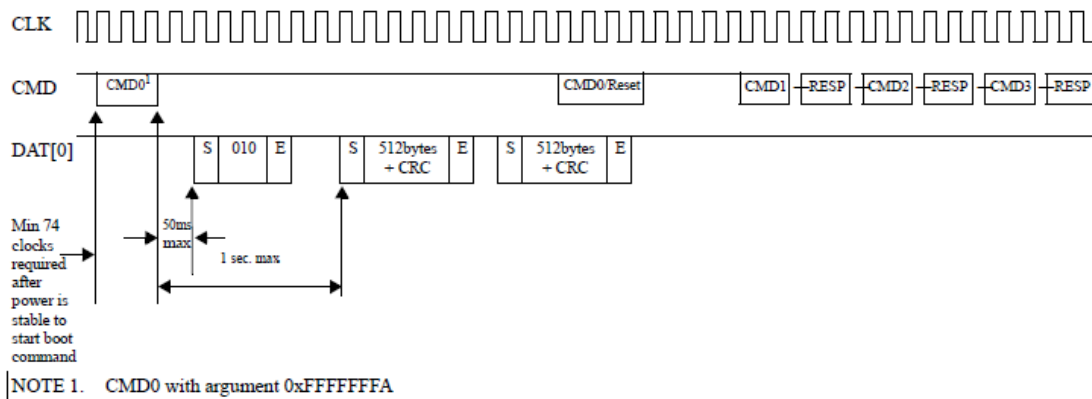 CLK
CMD
CMD0¹
CMD0/Reset
CMD1
RESP
CMD2
RESP
CMD3
RESP
DAT[0]
S
010
E
S
512bytes
+ CRC
E
S
512bytes
+ CRC
E
Min 74
clocks
required
after
power is
stable to
start boot
command
50ms
max
1 sec. max
NOTE 1. CMD0 with argument 0xFFFFFFFA